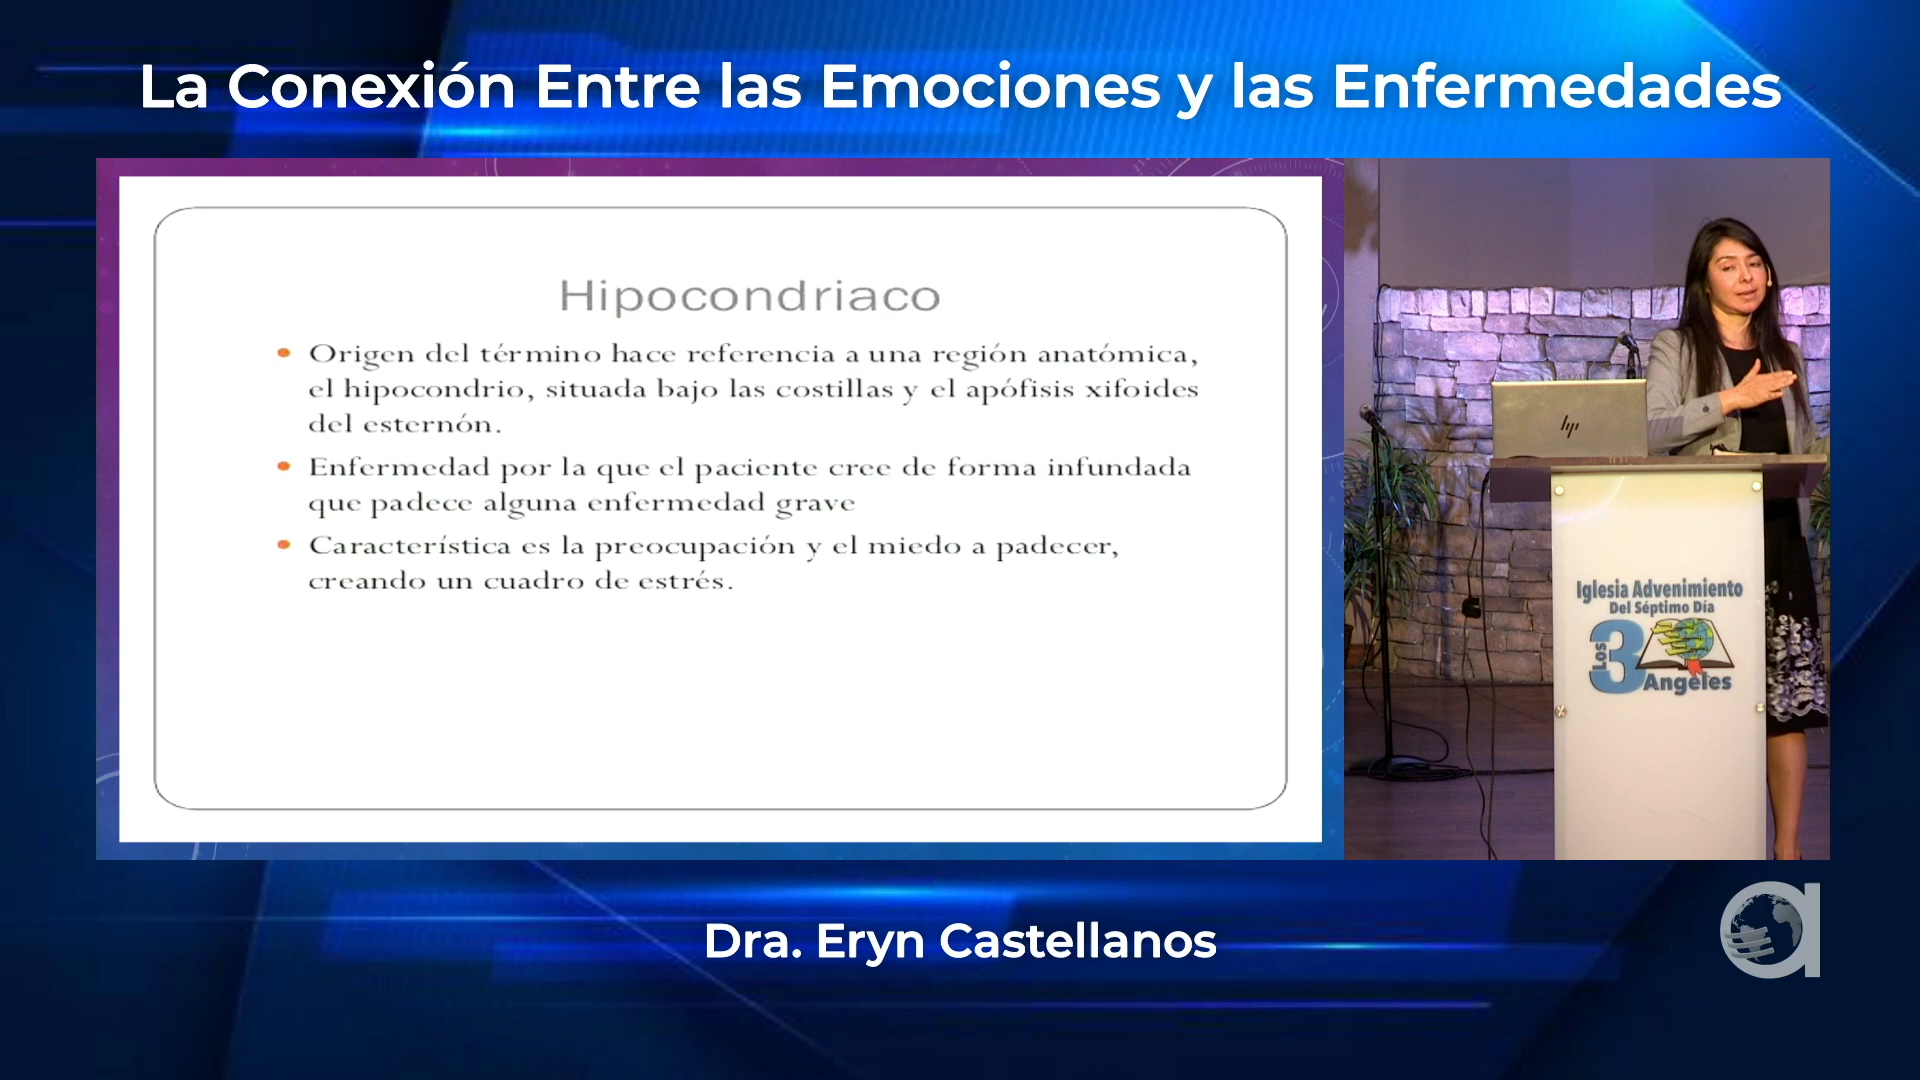 La Conexión Entre las Emociones y las Enfermedades
Hipocondriaco
• Origen del término hace referencia a una región anatómica,
el hipocondrio, situada bajo las costillas y el apófisis xifoides
del esternón.
• Enfermedad por la que el paciente cree de forma infundada
que padece alguna enfermedad grave
• Característica es la preocupación y el miedo a padecer,
creando un cuadro de estrés.
hp
Iglesia Advenimiento
Del Séptimo Día
Los 3
Angeles
Dra. Eryn Castellanos
a